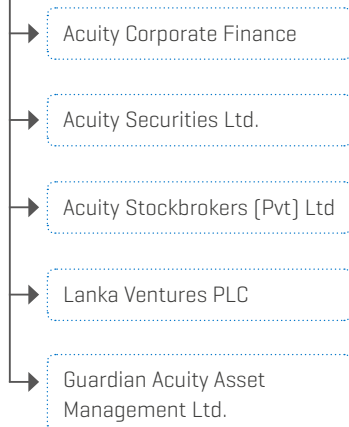 Acuity Corporate Finance
Acuity Securities Ltd.
Acuity Stockbrokers (Pvt) Ltd
Lanka Ventures PLC
Guardian Acuity Asset
Management Ltd.